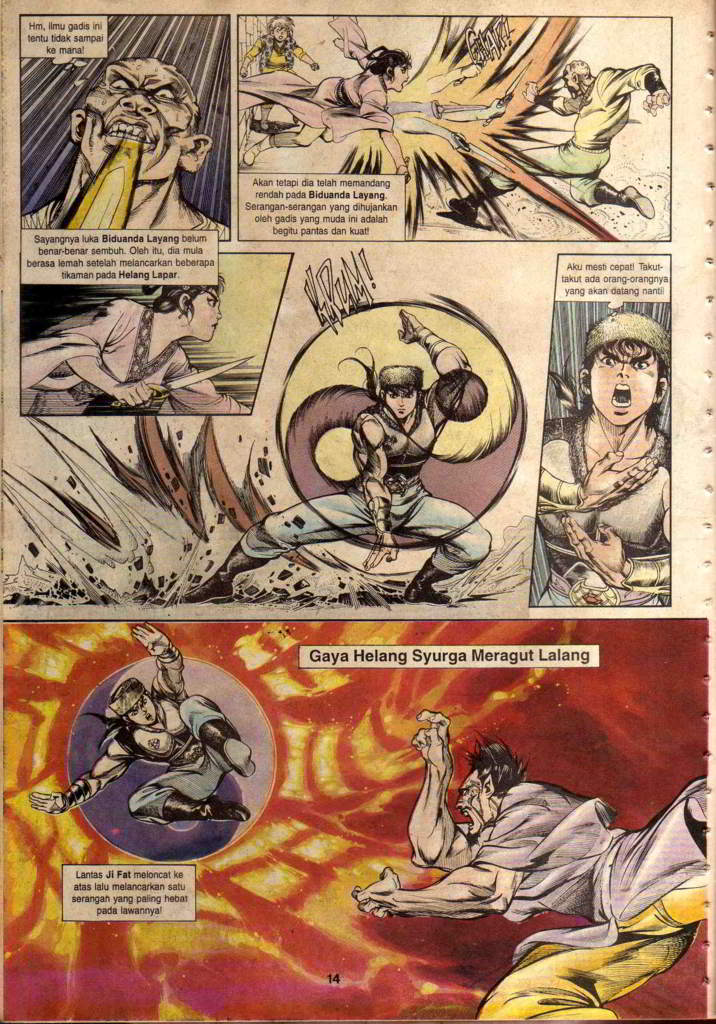 Hm, ilmu gadis ini
tentu tidak sampai
ke mana!
Akan tetapi dia telah memandang
rendah pada Biduanda Layang.
Serangan-serangan yang dihujankan
oleh gadis yang muda ini adalah
begitu pantas dan kuat!
Sayangnya luka Biduanda Layang belum
benar-benar sembuh. Oleh itu, dia mula
berasa lemah setelah melancarkan beberapa
tikaman pada Helang Lapar.
Aku mesti cepat! Takut-
takut ada orang-orangnya
yang akan datang nanti!
Gaya Helang Syurga Meragut Lalang
Lantas Ji Fat meloncat ke
atas lalu melancarkan satu
serangan yang paling hebat
pada lawannya!
14